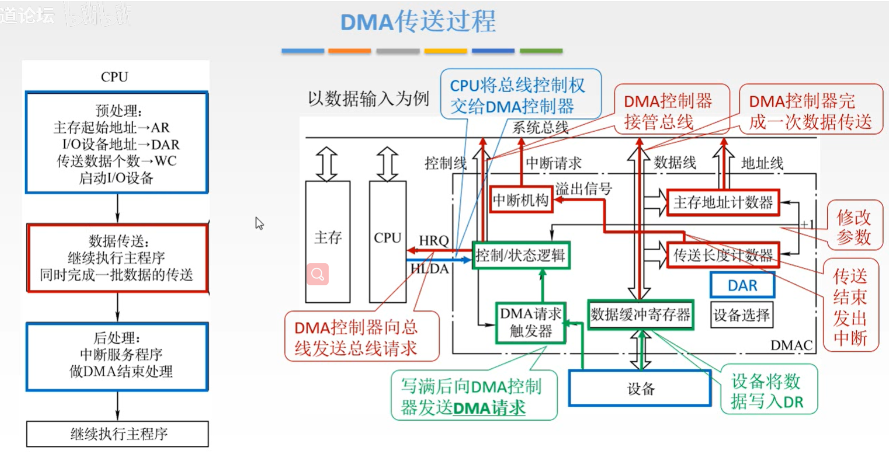 道论坛
DMA传送过程
CPU
预处理：
主存起始地址→AR
I/O设备地址→DAR
传送数据个数→WC
启动I/O设备
数据传送：
继续执行主程序
同时完成一批数据的传送
后处理：
中断服务程序
做DMA结束处理
继续执行主程序
以数据输入为例
CPU将总线控制权
交给DMA控制器
DMA控制器
接管总线
DMA控制器完
成一次数据传送
系统总线
控制线
中断请求
数据线
地址线
溢出信号
中断机构
主存地址计数器
+1
修改
参数
主存
CPU
HRQ
HLDA
控制/状态逻辑
传送长度计数器
DAR
传送
结束
发出
中断
DMA请求
触发器
数据缓冲寄存器
设备选择
DMAC
DMA控制器向总
线发送总线请求
写满后向DMA控制
器发送DMA请求
设备
设备将数
据写入DR